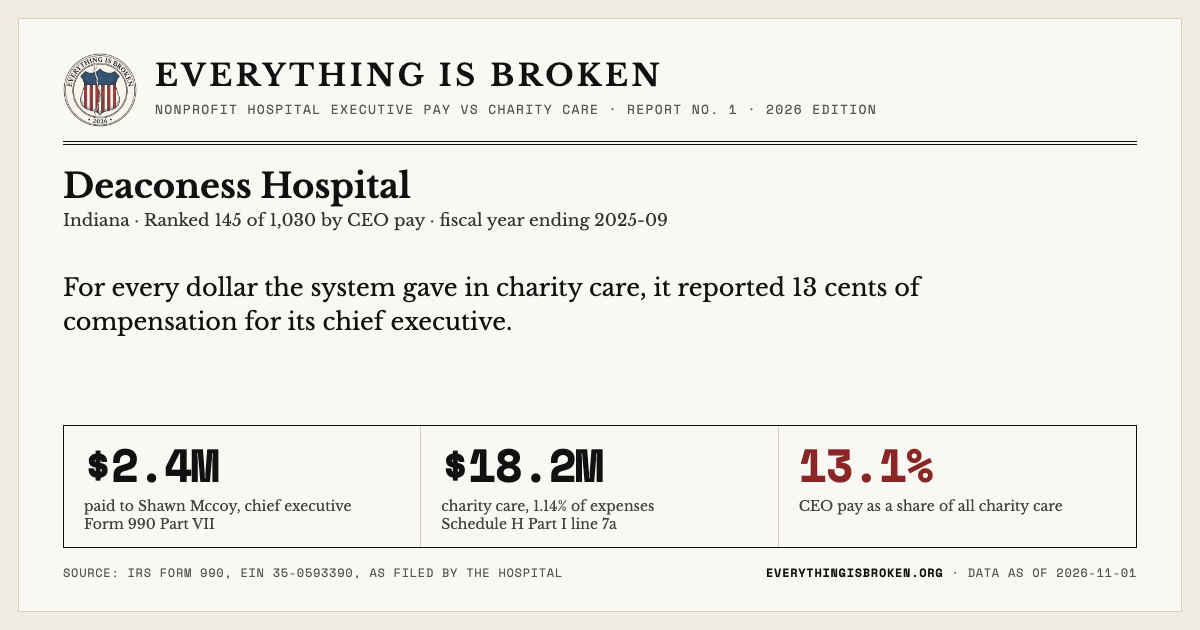 EVERYTHING IS BROKEN
2026
EVERYTHING IS BROKEN
NONPROFIT HOSPITAL EXECUTIVE PAY VS CHARITY CARE · REPORT NO. 1 · 2026 EDITION
Deaconess Hospital
Indiana · Ranked 145 of 1,030 by CEO pay · fiscal year ending 2025-09
For every dollar the system gave in charity care, it reported 13 cents of
compensation for its chief executive.
$2.4M
paid to Shawn Mccoy, chief executive
Form 990 Part VII
$18.2M
charity care, 1.14% of expenses
Schedule H Part I line 7a
13.1%
CEO pay as a share of all charity care
SOURCE: IRS FORM 990, EIN 35-0593390, AS FILED BY THE HOSPITAL
EVERYTHINGISBROKEN.ORG · DATA AS OF 2026-11-01